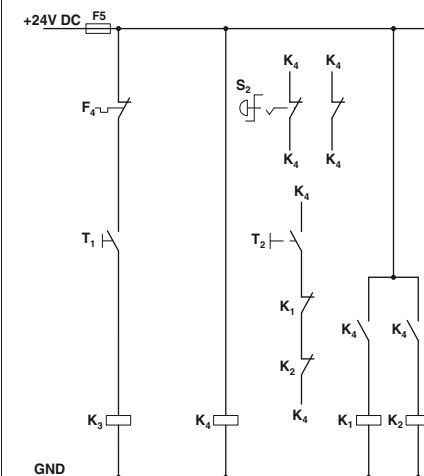 +24V DC F5
K4 K4
S2
F4
K4 K4
K4
T1 T2
K1
K4 K4
K2
K4
K3 K4 K1 K2
GND